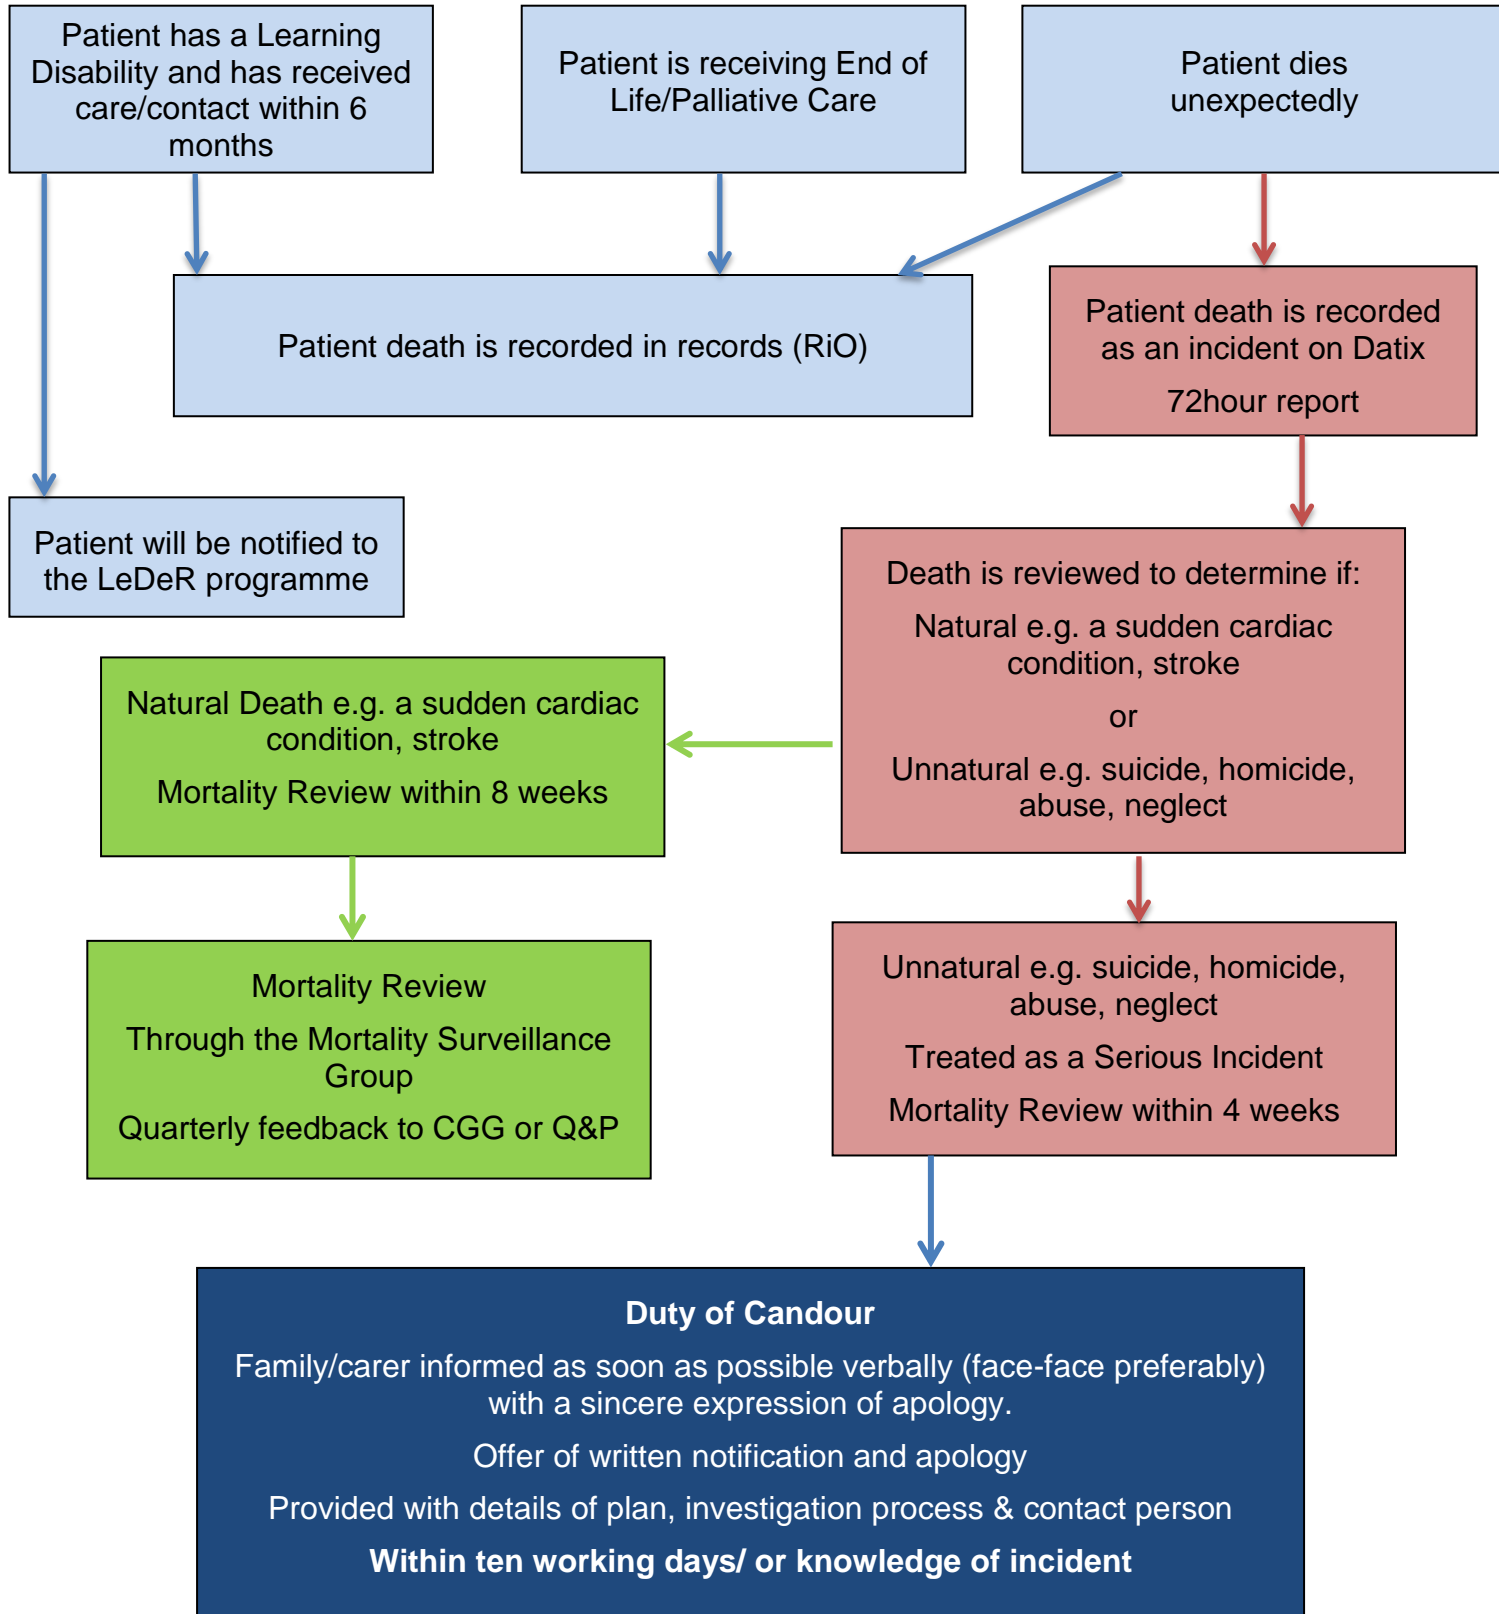 Patient has a Learning
Disability and has received
care/contact within 6
months
Patient is receiving End of
Life/Palliative Care
Patient dies
unexpectedly
Patient death is recorded in records (RiO)
Patient death is recorded
as an incident on Datix
72hour report
Patient will be notified to
the LeDeR programme
Death is reviewed to determine if:
Natural e.g. a sudden cardiac
condition, stroke
or
Unnatural e.g. suicide, homicide,
abuse, neglect
Natural Death e.g. a sudden cardiac
condition, stroke
Mortality Review within 8 weeks
Mortality Review
Through the Mortality Surveillance
Group
Quarterly feedback to CGG or Q&P
Unnatural e.g. suicide, homicide,
abuse, neglect
Treated as a Serious Incident
Mortality Review within 4 weeks
Duty of Candour
Family/carer informed as soon as possible verbally (face-face preferably)
with a sincere expression of apology.
Offer of written notification and apology
Provided with details of plan, investigation process & contact person
Within ten working days/ or knowledge of incident